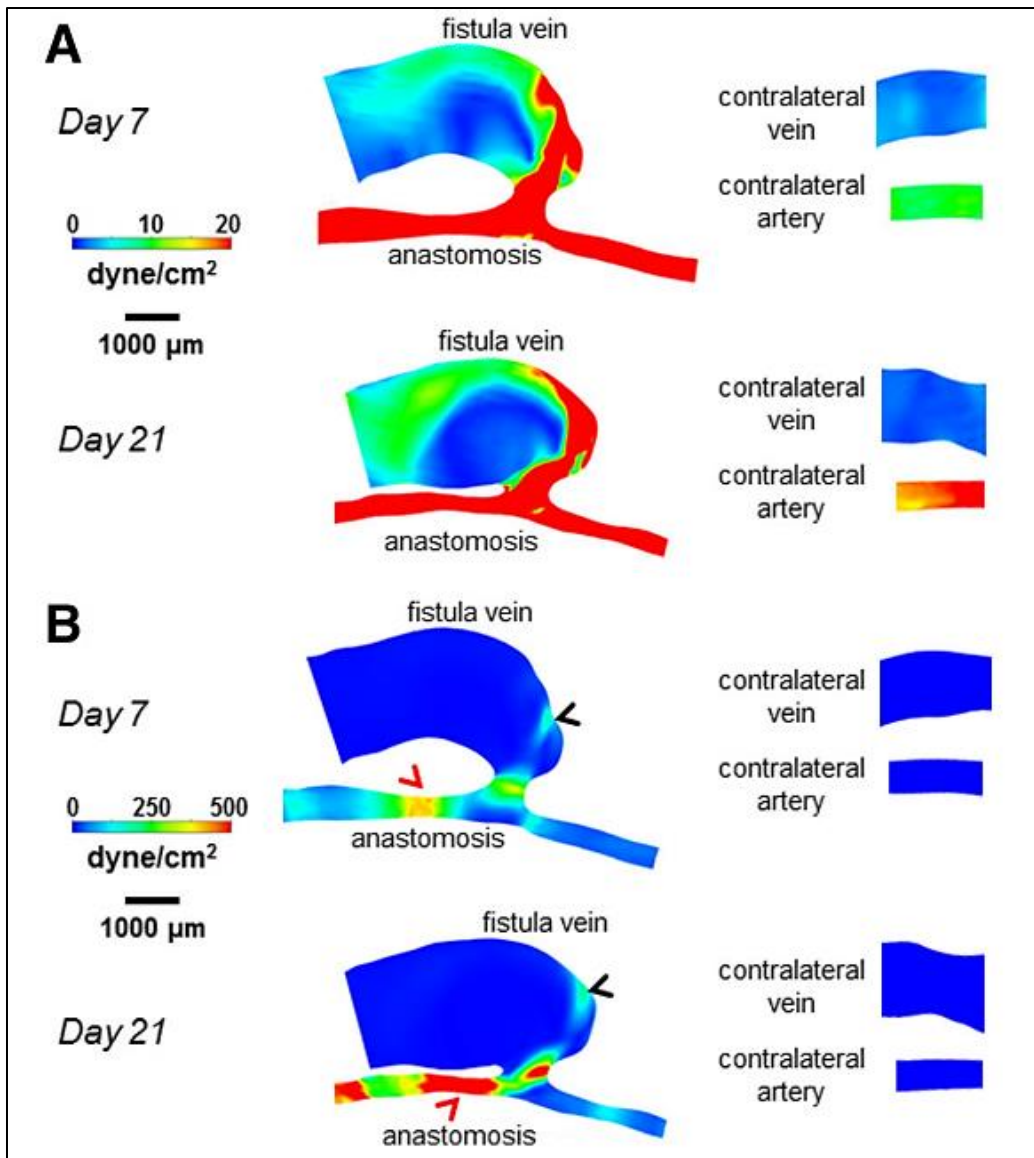 A
fistula vein
Day 7
contralateral
vein
contralateral
artery
0 10 20
dyne/cm²
1000 µm
anastomosis
fistula vein
Day 21
contralateral
vein
contralateral
artery
anastomosis
B
fistula vein
Day 7
contralateral
vein
contralateral
artery
0 250 500
dyne/cm²
1000 µm
anastomosis
fistula vein
Day 21
contralateral
vein
contralateral
artery
anastomosis